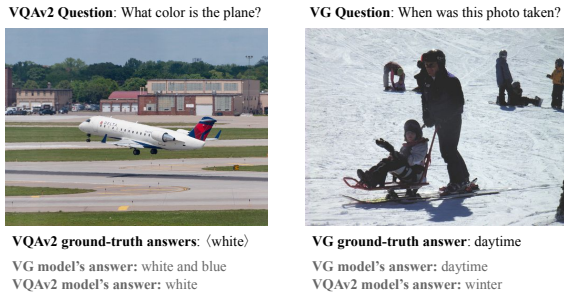 VQAv2 Question: What color is the plane?
VG Question: When was this photo taken?
DELTA
VQAv2 ground-truth answers: ⟨white⟩
VG model's answer: white and blue
VQAv2 model's answer: white
VG ground-truth answer: daytime
VG model's answer: daytime
VQAv2 model's answer: winter